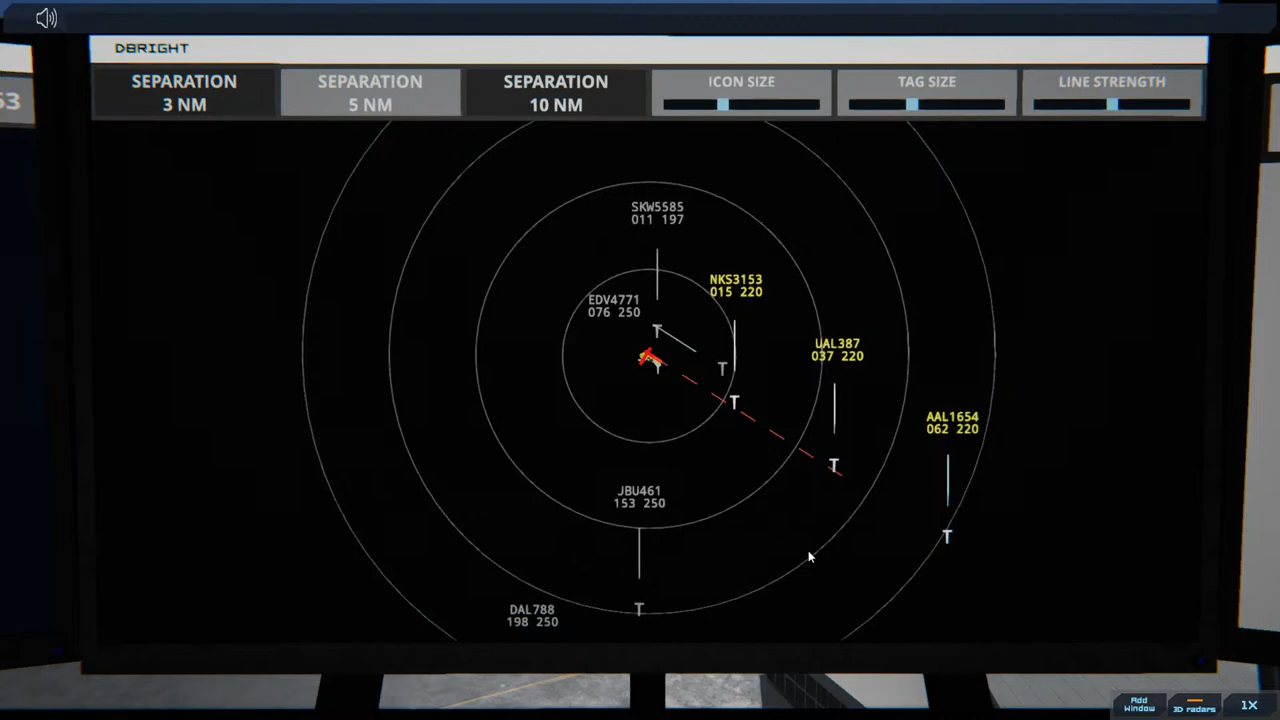 DBRIGHT
SEPARATION
3 NM
SEPARATION
5 NM
SEPARATION
10 NM
ICON SIZE
TAG SIZE
LINE STRENGTH
53
SKW5585
011 197
NKS3153
015 220
EDV4771
076 250
T
T
T
UAL387
037 220
T
AAL1654
062 220
T
JBU461
153 250
T
DAL788
198 250
Add
Window
3D radars
1X